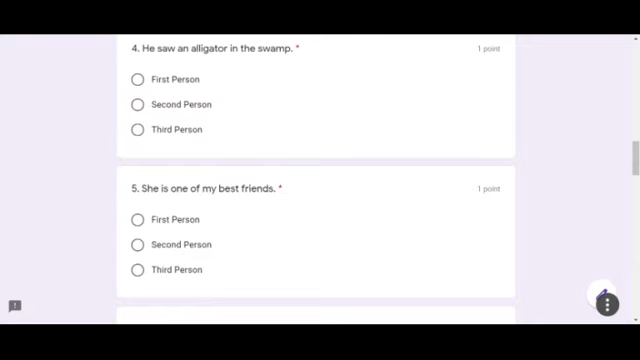 4. He saw an alligator in the swamp. * 1 point
First Person
Second Person
Third Person
5. She is one of my best friends. * 1 point
First Person
Second Person
Third Person